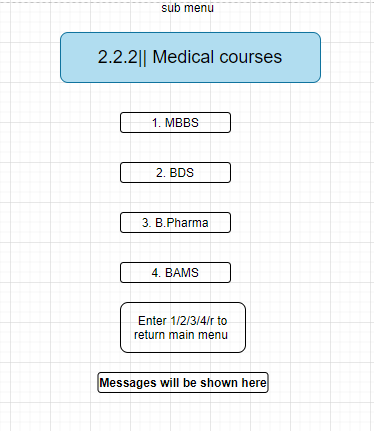 sub menu
2.2.2|| Medical courses
1. MBBS
2. BDS
3. B.Pharma
4. BAMS
Enter 1/2/3/4/r to
return main menu
Messages will be shown here